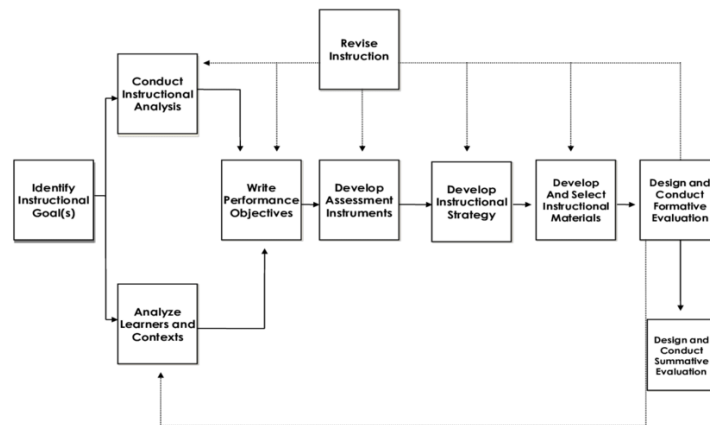 Revise
Instruction
Conduct
Instructional
Analysis
Identify
Instructional
Goal(s)
Write
Performance
Objectives
Develop
Assessment
Instruments
Develop
Instructional
Strategy
Develop
And Select
Instructional
Materials
Design and
Conduct
Formative
Evaluation
Analyze
Learners and
Contexts
Design and
Conduct
Summative
Evaluation